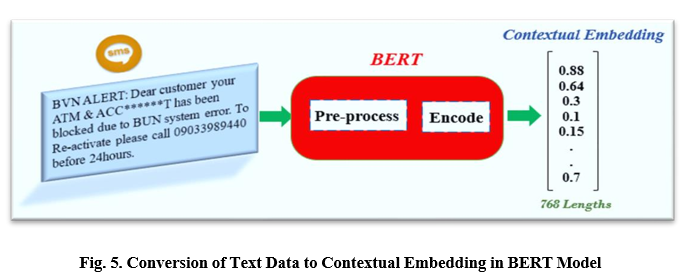 sms
BVN ALERT: Dear customer your
ATM & ACC******T has been
blocked due to BUN system error. To
Re-activate please call 09033989440
before 24hours.
BERT
Pre-process
Encode
Contextual Embedding
0.88
0.64
0.3
0.1
0.15
.
.
0.7
768 Lengths
Fig. 5. Conversion of Text Data to Contextual Embedding in BERT Model